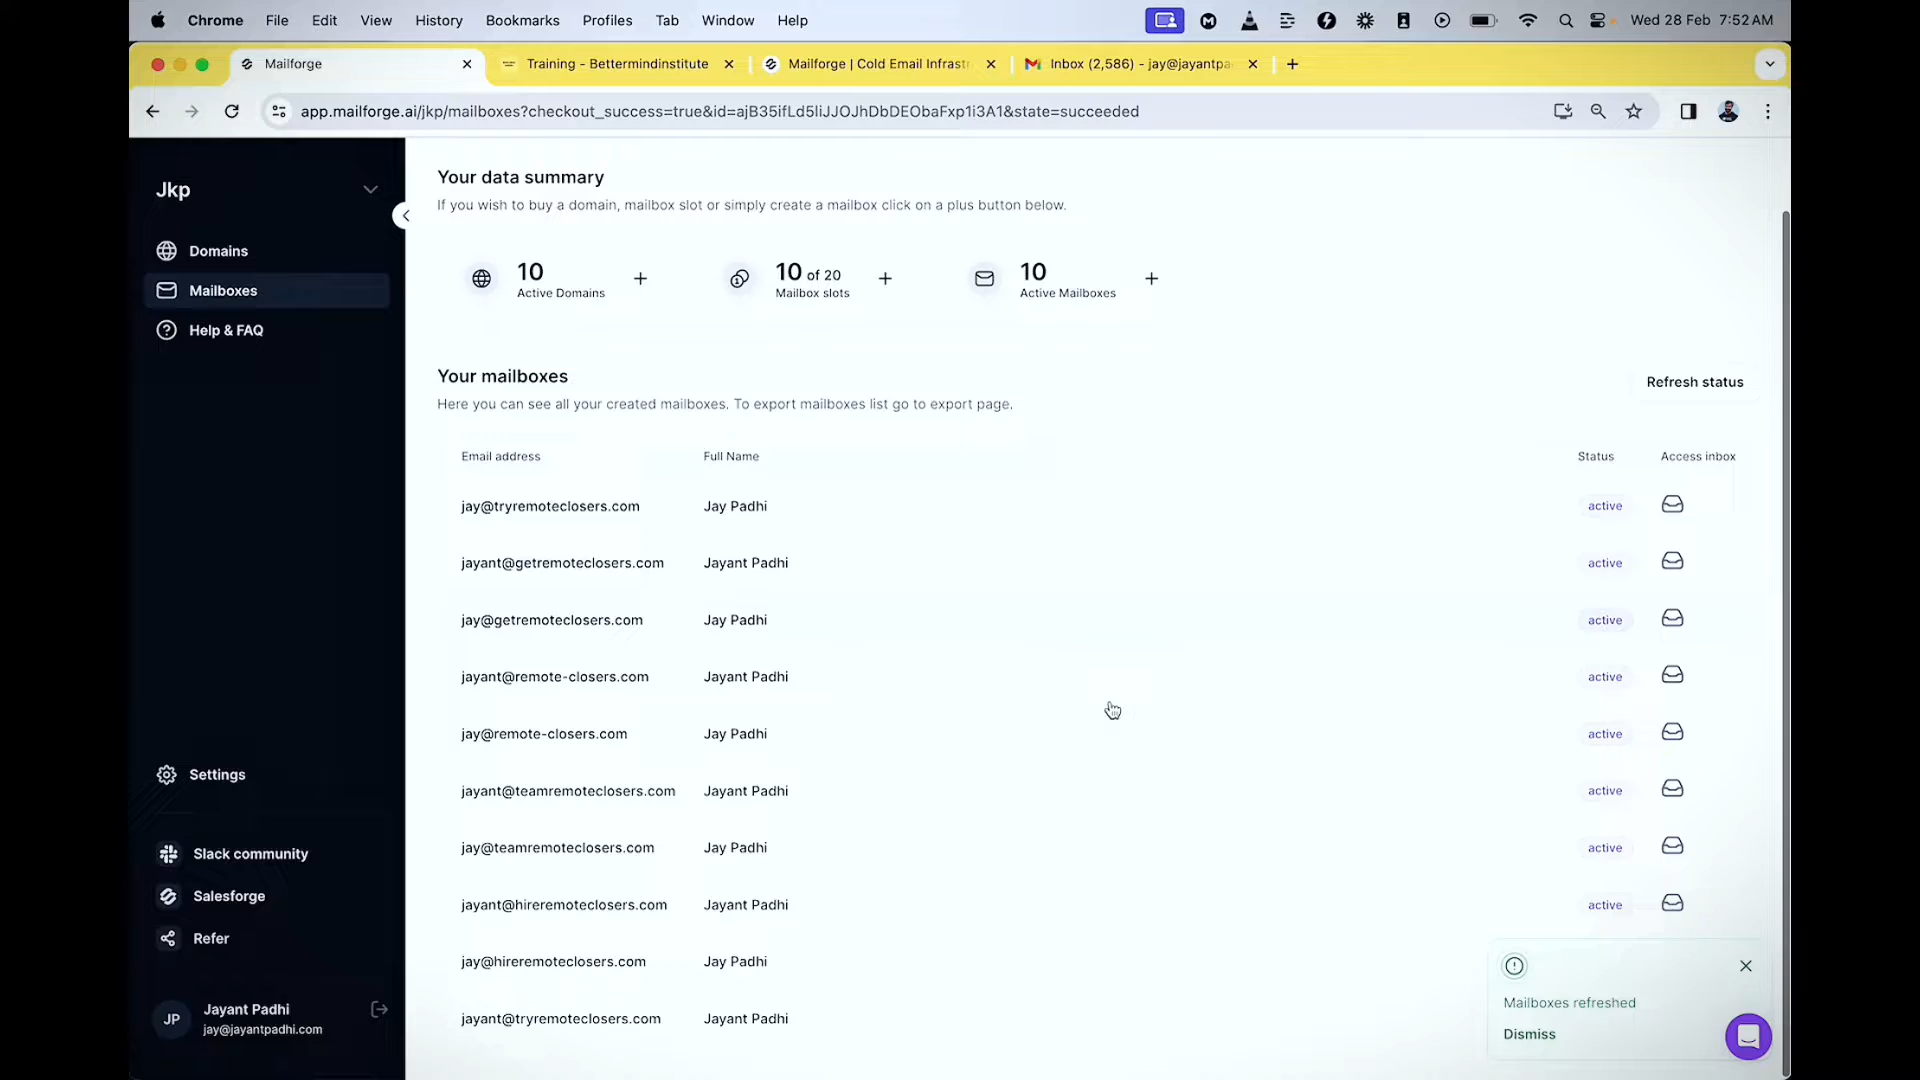 Chrome File Edit View History Bookmarks Profiles Tab Window Help Wed 28 Feb 7:52 AM
Mailforge Training - Bettermindinstitute Mailforge | Cold Email Infrast Inbox (2,586) - jay@jayantpa
app.mailforge.ai/jkp/mailboxes?checkout_success=true&id=ajB35ifLd5liJJOJhDbDEObaFxp1i3A1&state=succeeded
Jkp
Domains
Mailboxes
Help & FAQ
Settings
Slack community
Salesforge
Refer
JP
Jayant Padhi
jay@jayantpadhi.com
Your data summary
If you wish to buy a domain, mailbox slot or simply create a mailbox click on a plus button below.
10 10 of 20 10
Active Domains Mailbox slots Active Mailboxes
Your mailboxes
Refresh status
Here you can see all your created mailboxes. To export mailboxes list go to export page.
Email address Full Name Status Access inbox
jay@tryremoteclosers.com Jay Padhi active
jayant@getremoteclosers.com Jayant Padhi active
jay@getremoteclosers.com Jay Padhi active
jayant@remote-closers.com Jayant Padhi active
jay@remote-closers.com Jay Padhi active
jayant@teamremoteclosers.com Jayant Padhi active
jay@teamremoteclosers.com Jay Padhi active
jayant@hireremoteclosers.com Jayant Padhi active
jay@hireremoteclosers.com Jay Padhi
jayant@tryremoteclosers.com Jayant Padhi
Mailboxes refreshed
Dismiss